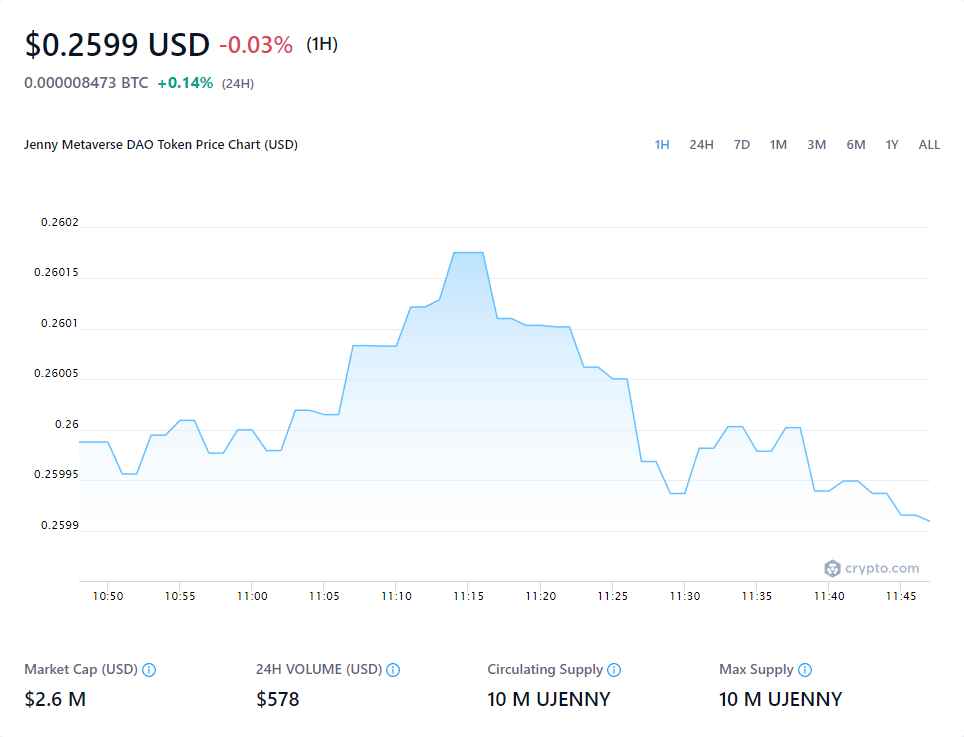 $0.2599 USD -0.03% (1H)
0.000008473 BTC +0.14% (24H)
Jenny Metaverse DAO Token Price Chart (USD)
1H 24H 7D 1M 3M 6M 1Y ALL
0.2602
0.26015
0.2601
0.26005
0.26
0.25995
0.2599
crypto.com
10:50 10:55 11:00 11:05 11:10 11:15 11:20 11:25 11:30 11:35 11:40 11:45
Market Cap (USD) 24H VOLUME (USD) Circulating Supply Max Supply
$2.6 M $578 10 M UJENNY 10 M UJENNY